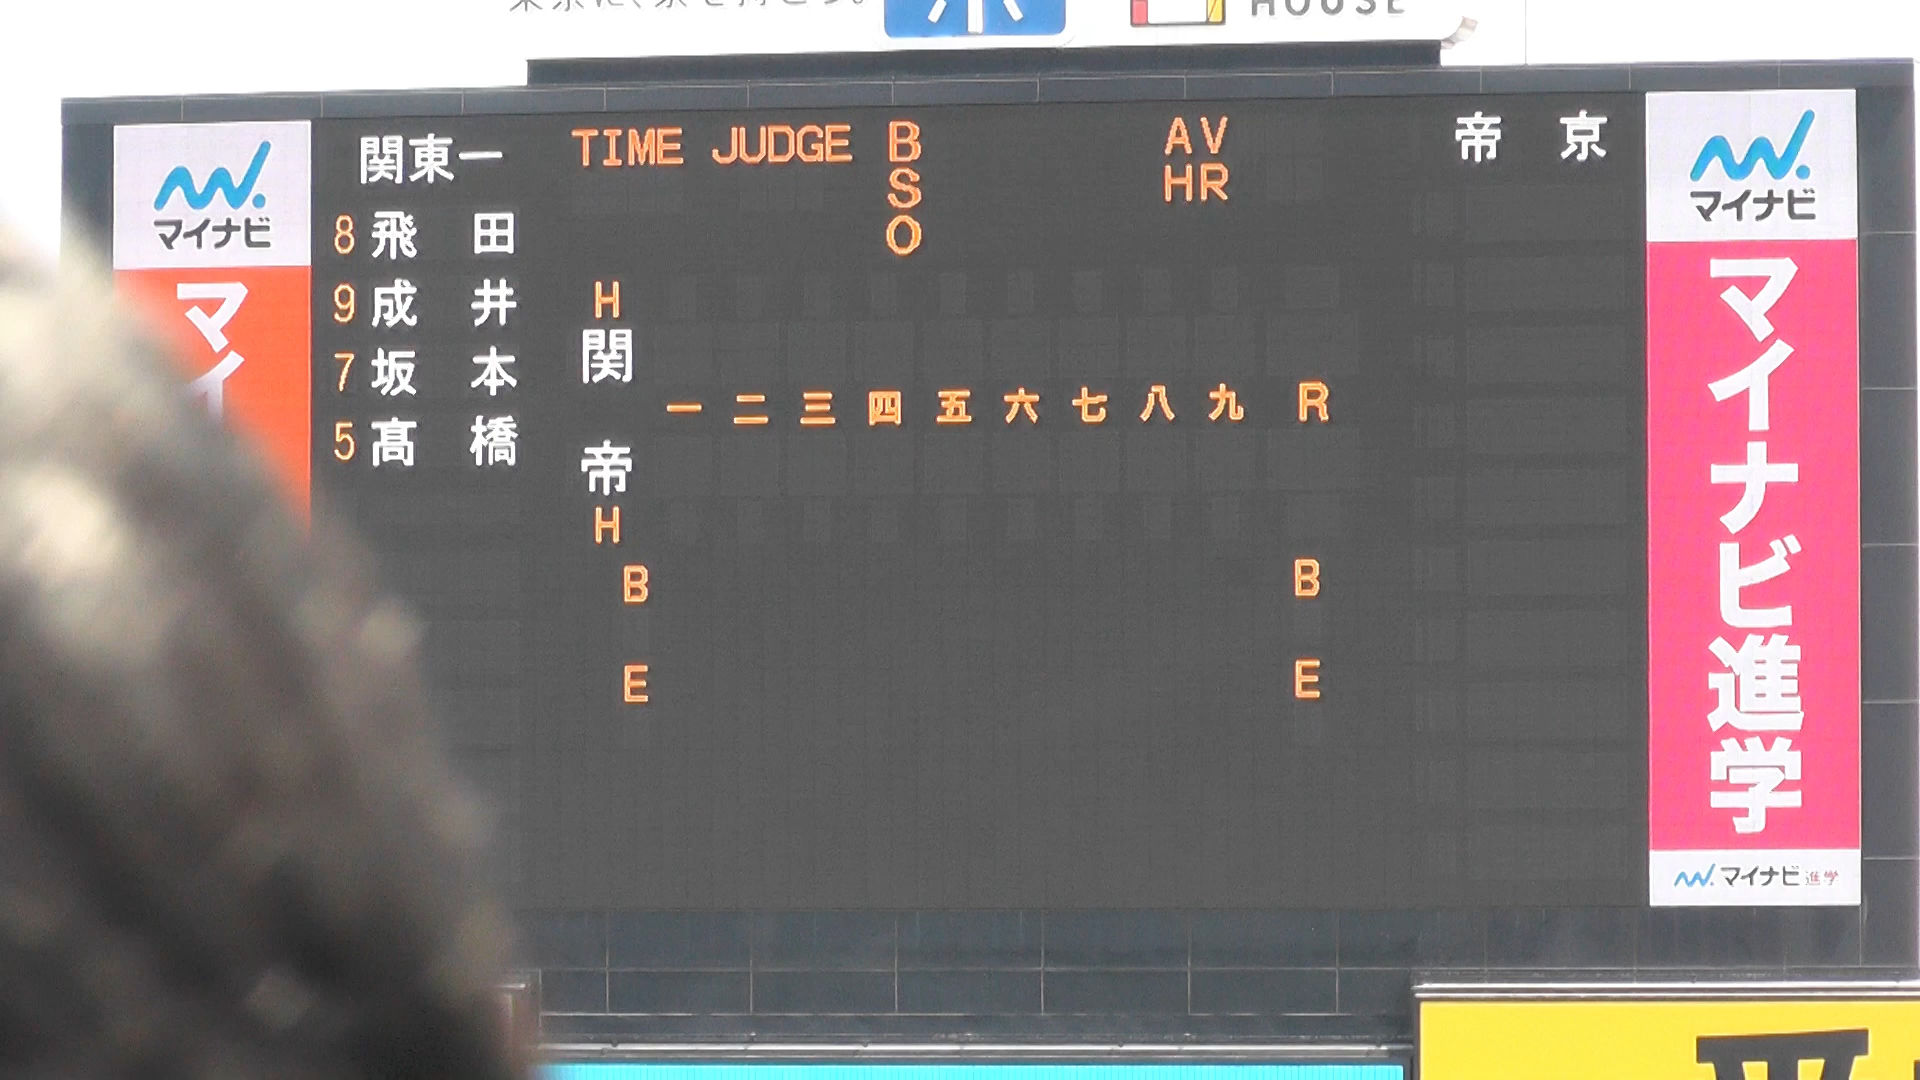 HOUSE
マイナビ
マイ
関東一
8 飛田
9 成井
7 坂本
5 髙橋
TIME JUDGE B
S
O
AV
HR
帝京
H
関
一 二 三 四 五 六 七 八 九 R
帝
H
B B
E E
マイナビ
マイナビ進学
マイナビ進学